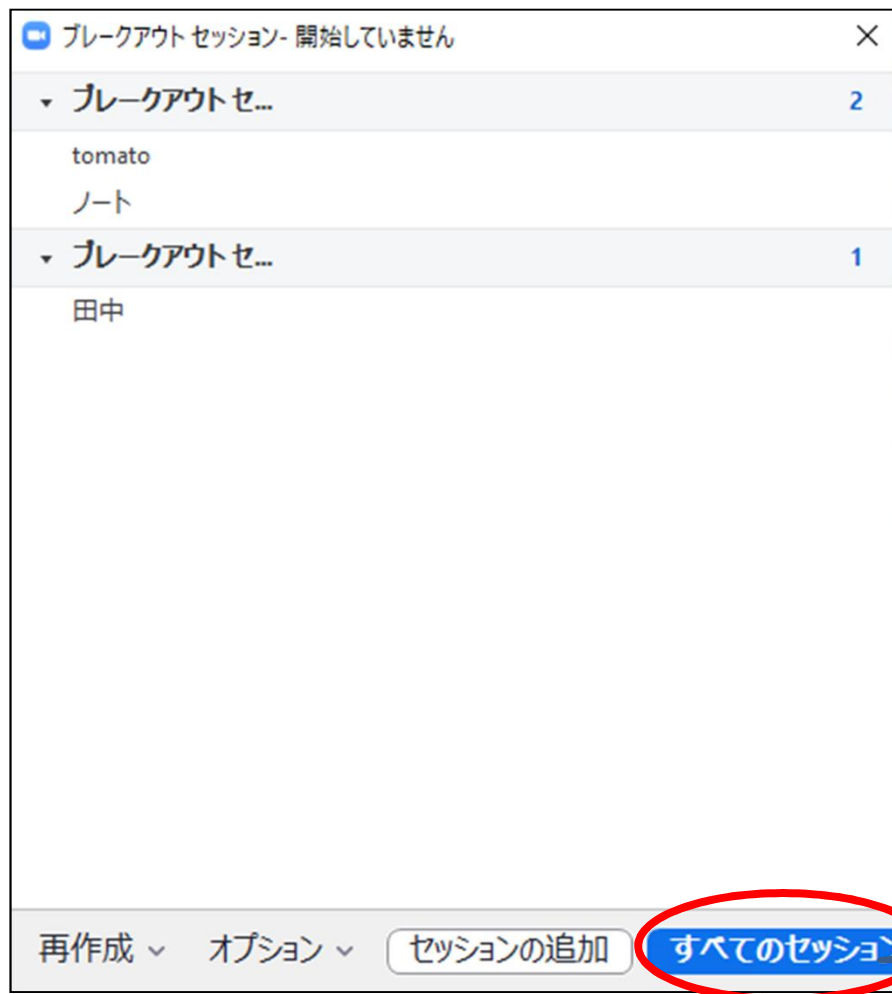 ブレークアウト セッション- 開始していません
ブレークアウト セ... 2
tomato
ノート
ブレークアウト セ... 1
田中
再作成 オプション セッションの追加 すべてのセッション